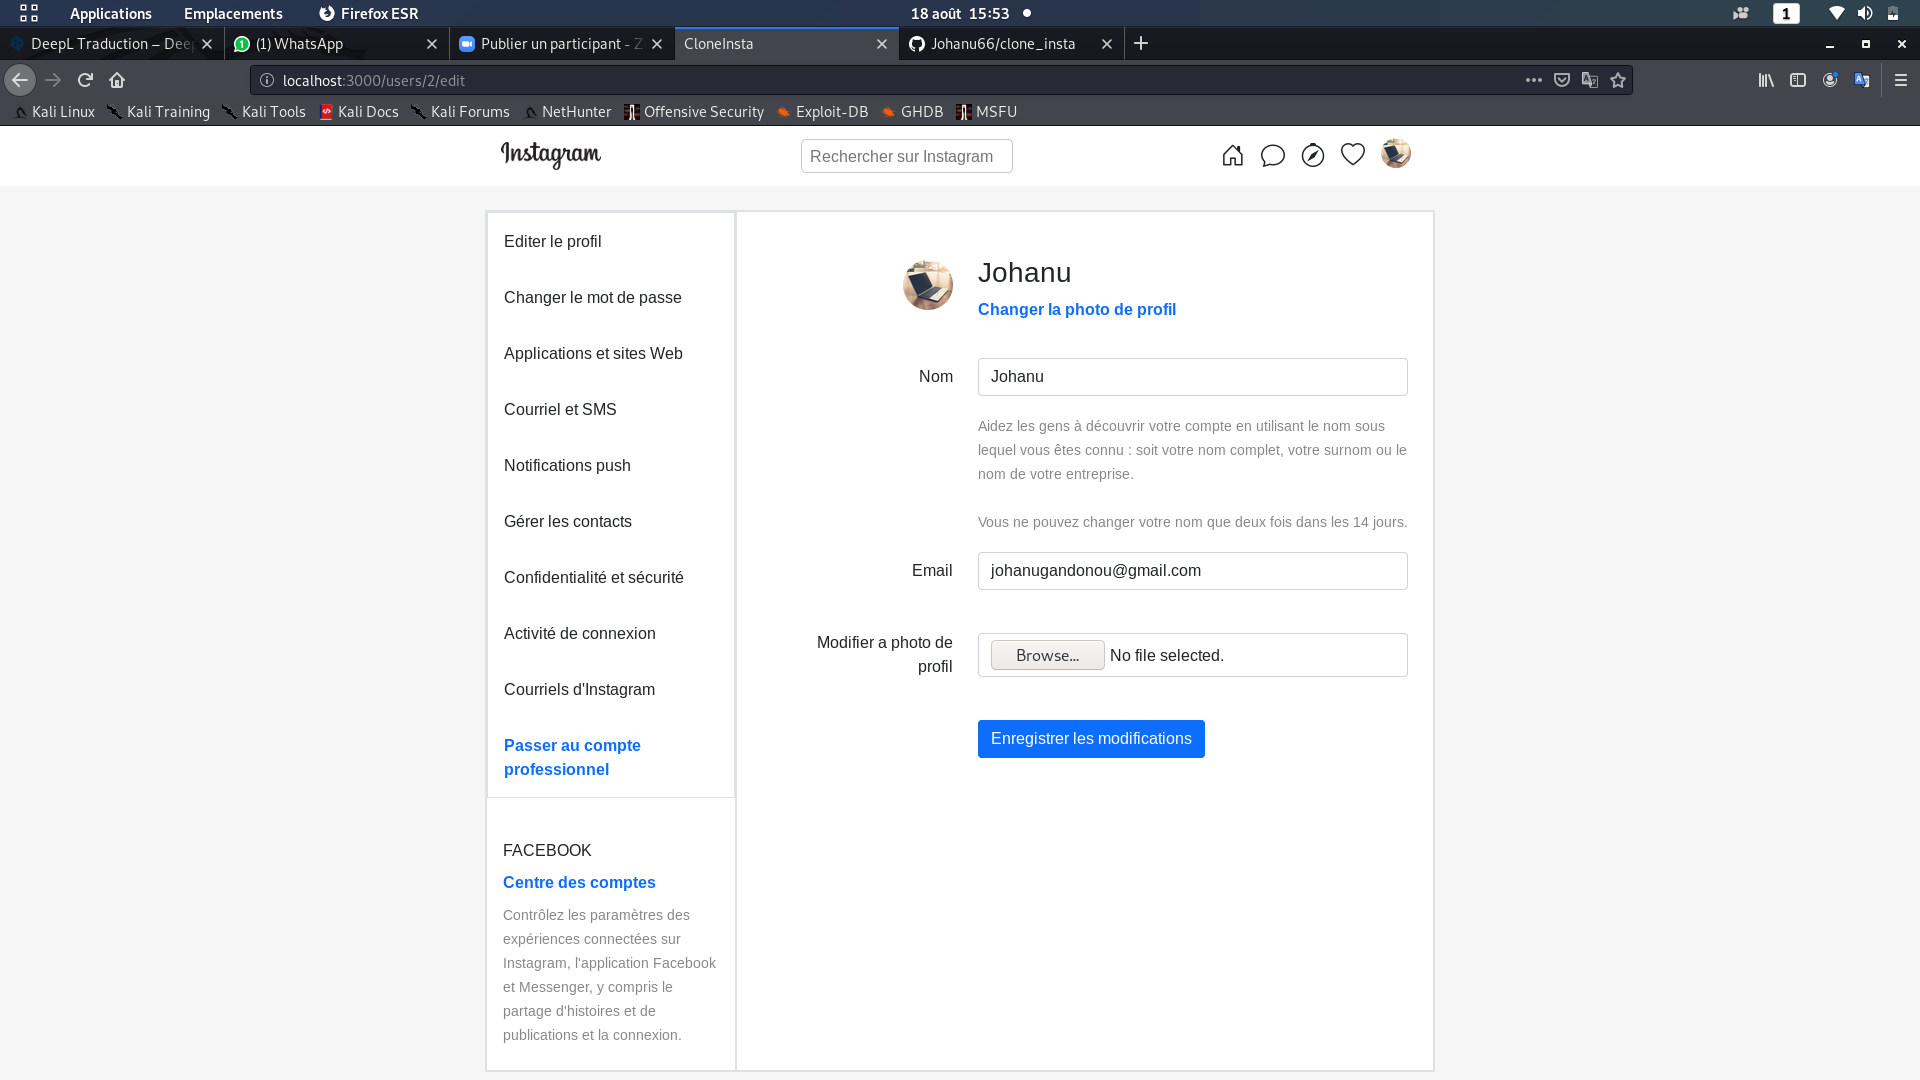 Applications Emplacements Firefox ESR 18 août 15:53 1
DeepL Traduction – Dee (1) WhatsApp Publier un participant - Z CloneInsta Johanu66/clone_insta
localhost:3000/users/2/edit
Kali Linux Kali Training Kali Tools Kali Docs Kali Forums NetHunter Offensive Security Exploit-DB GHDB MSFU
Instagram Rechercher sur Instagram
Editer le profil
Changer le mot de passe
Applications et sites Web
Courriel et SMS
Notifications push
Gérer les contacts
Confidentialité et sécurité
Activité de connexion
Courriels d'Instagram
Passer au compte
professionnel
FACEBOOK
Centre des comptes
Contrôlez les paramètres des
expériences connectées sur
Instagram, l'application Facebook
et Messenger, y compris le
partage d'histoires et de
publications et la connexion.
Johanu
Changer la photo de profil
Nom Johanu
Aidez les gens à découvrir votre compte en utilisant le nom sous
lequel vous êtes connu : soit votre nom complet, votre surnom ou le
nom de votre entreprise.
Vous ne pouvez changer votre nom que deux fois dans les 14 jours.
Email johanugandonou@gmail.com
Modifier a photo de
profil
Browse... No file selected.
Enregistrer les modifications